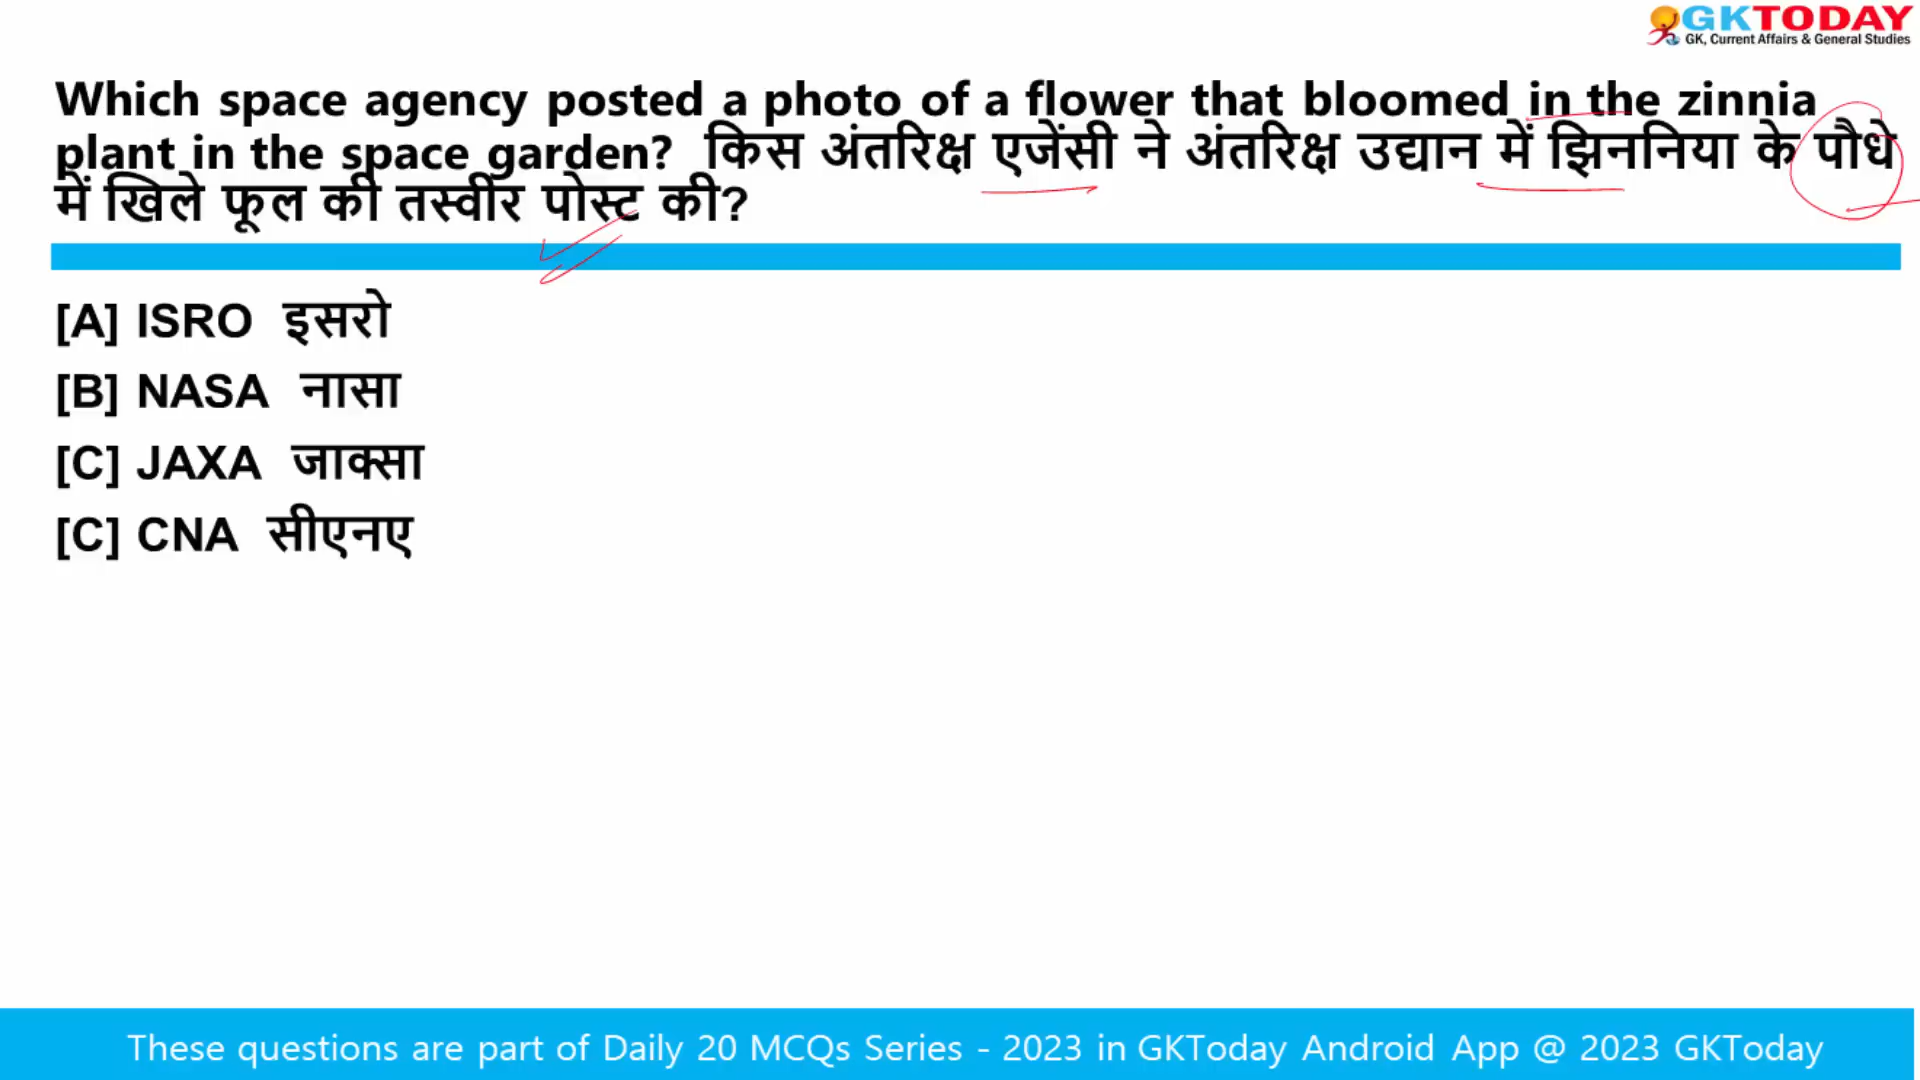 GKTODAY
GK, Current Affairs & General Studies
Which space agency posted a photo of a flower that bloomed in the zinnia
plant in the space garden? किस अंतरिक्ष एजेंसी ने अंतरिक्ष उद्यान में झिननिया के पौधे
में खिले फूल की तस्वीर पोस्ट की?
[A] ISRO इसरो
[B] NASA नासा
[C] JAXA जाक्सा
[C] CNA सीएनए
These questions are part of Daily 20 MCQs Series - 2023 in GKToday Android App @ 2023 GKToday